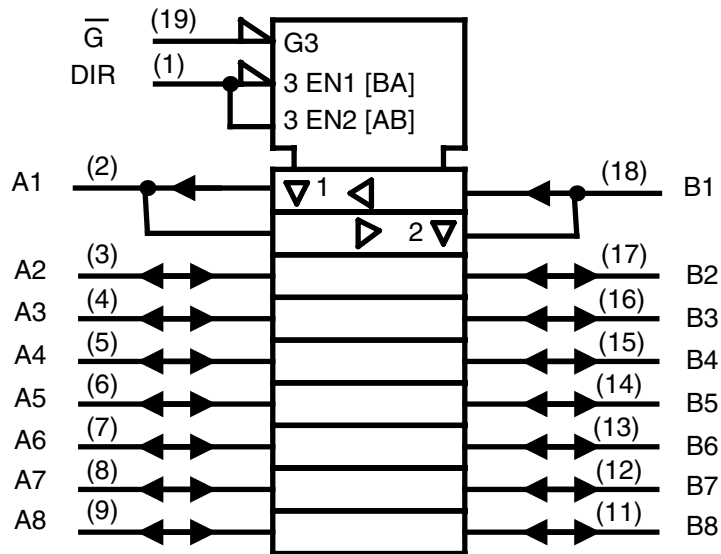 G̅ (19) G3
DIR (1) 3 EN1 [BA]
3 EN2 [AB]
A1 (2) 1 (18) B1
2
A2 (3) (17) B2
A3 (4) (16) B3
A4 (5) (15) B4
A5 (6) (14) B5
A6 (7) (13) B6
A7 (8) (12) B7
A8 (9) (11) B8